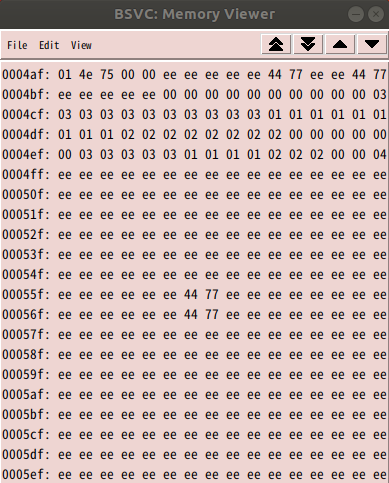 BSVC: Memory Viewer
File Edit View
0004af: 01 4e 75 00 00 ee ee ee ee ee 44 77 ee ee 44 77
0004bf: ee ee ee ee ee 00 00 00 00 00 00 00 00 00 00 03
0004cf: 03 03 03 03 03 03 03 03 03 03 01 01 01 01 01 01
0004df: 01 01 01 02 02 02 02 02 02 02 02 02 00 00 00 00
0004ef: 00 03 03 03 03 03 01 01 01 01 02 02 02 00 00 04
0004ff: ee ee ee ee ee ee ee ee ee ee ee ee ee ee ee ee
00050f: ee ee ee ee ee ee ee ee ee ee ee ee ee ee ee ee
00051f: ee ee ee ee ee ee ee ee ee ee ee ee ee ee ee ee
00052f: ee ee ee ee ee ee ee ee ee ee ee ee ee ee ee ee
00053f: ee ee ee ee ee ee ee ee ee ee ee ee ee ee ee ee
00054f: ee ee ee ee ee ee ee ee ee ee ee ee ee ee ee ee
00055f: ee ee ee ee ee ee 44 77 ee ee ee ee ee ee ee ee
00056f: ee ee ee ee ee ee 44 77 ee ee ee ee ee ee ee ee
00057f: ee ee ee ee ee ee ee ee ee ee ee ee ee ee ee ee
00058f: ee ee ee ee ee ee ee ee ee ee ee ee ee ee ee ee
00059f: ee ee ee ee ee ee ee ee ee ee ee ee ee ee ee ee
0005af: ee ee ee ee ee ee ee ee ee ee ee ee ee ee ee ee
0005bf: ee ee ee ee ee ee ee ee ee ee ee ee ee ee ee ee
0005cf: ee ee ee ee ee ee ee ee ee ee ee ee ee ee ee ee
0005df: ee ee ee ee ee ee ee ee ee ee ee ee ee ee ee ee
0005ef: ee ee ee ee ee ee ee ee ee ee ee ee ee ee ee ee